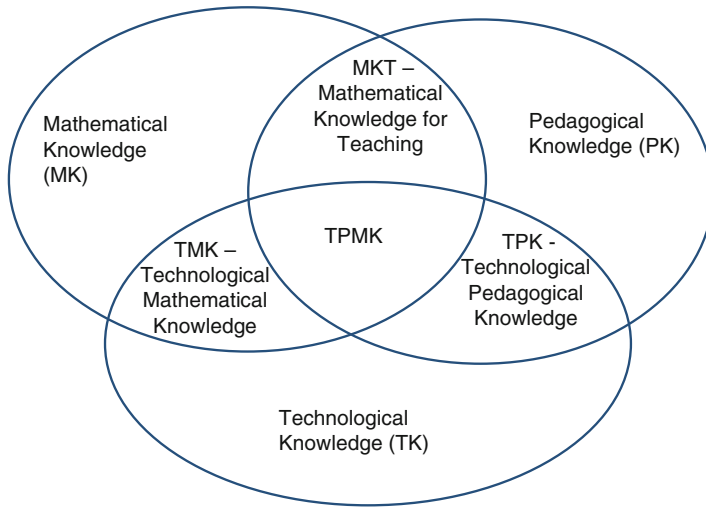 MKT –
Mathematical
Knowledge for
Teaching
Mathematical
Knowledge
(MK)
Pedagogical
Knowledge (PK)
TPMK
TMK –
Technological
Mathematical
Knowledge
TPK -
Technological
Pedagogical
Knowledge
Technological
Knowledge (TK)